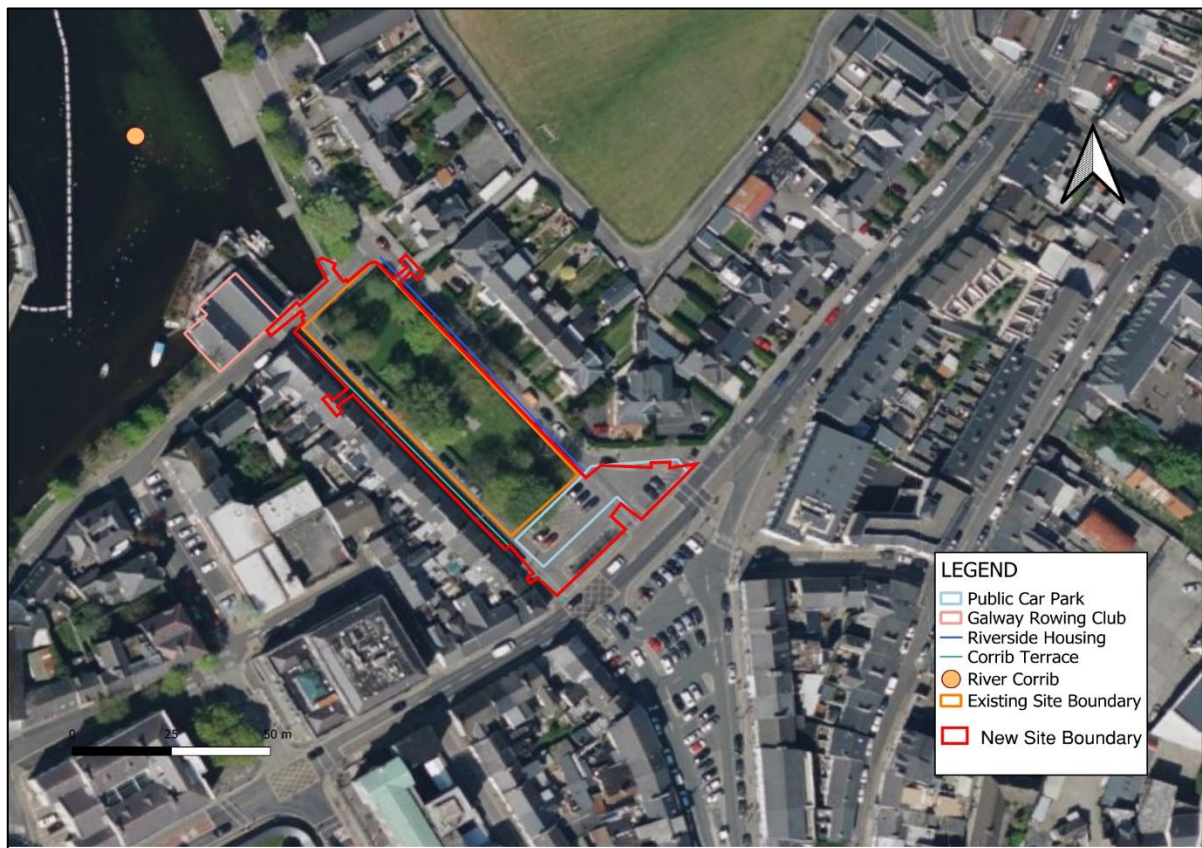 LEGEND
Public Car Park
Galway Rowing Club
Riverside Housing
Corrib Terrace
River Corrib
Existing Site Boundary
New Site Boundary
0 25 50 m